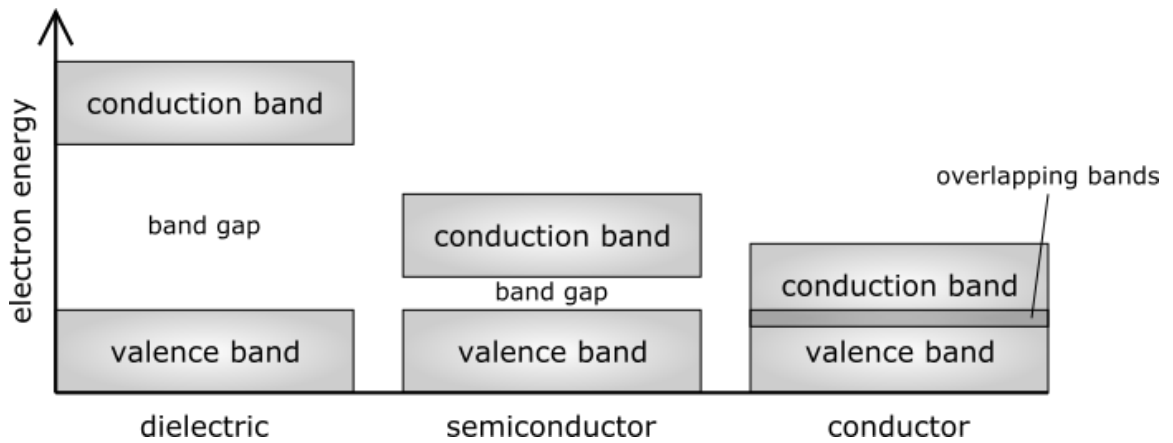 electron energy
conduction band
band gap
valence band
dielectric
conduction band
band gap
valence band
semiconductor
overlapping bands
conduction band
valence band
conductor